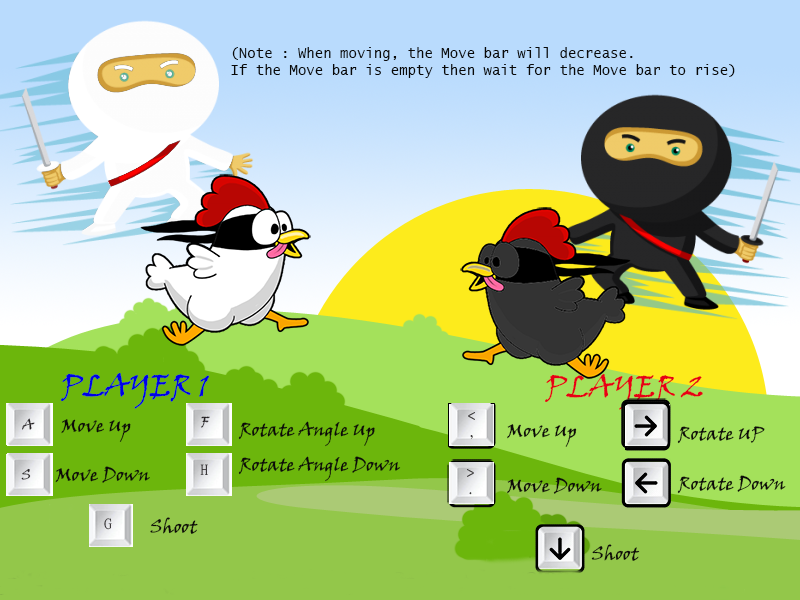 (Note : When moving, the Move bar will decrease.
If the Move bar is empty then wait for the Move bar to rise)
PLAYER 1
A Move Up
F Rotate Angle Up
S Move Down
H Rotate Angle Down
G Shoot
PLAYER 2
< , Move Up
→ Rotate UP
> . Move Down
← Rotate Down
↓ Shoot